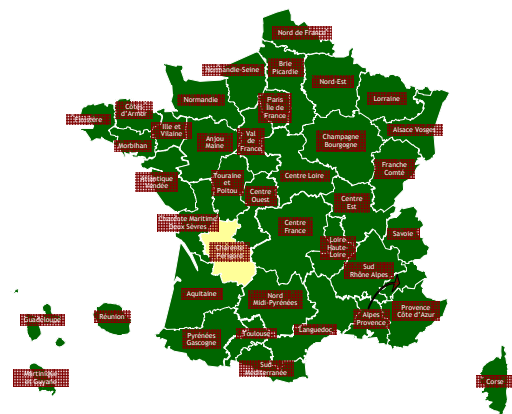 Nord de France
Normandie-Seine
Brie
Picardie
Nord-Est
Normandie
Paris
Île de
France
Lorraine
Finistère
Côtes
d'Armor
Ille et
Vilaine
Morbihan
Anjou
Maine
Val
de
France
Champagne
Bourgogne
Alsace Vosges
Franche
Comté
Atlantique
Vendée
Touraine
et
Poitou
Centre
Ouest
Centre Loire
Centre
Est
Charente Maritime
Deux Sèvres
Centre
France
Savoie
Charente
Périgord
Loire
Haute-
Loire
Sud
Rhône Alpes
Aquitaine
Nord
Midi-Pyrénées
Alpes
Provence
Provence
Côte d'Azur
Guadeloupe
Réunion
Pyrénées
Gascogne
Toulouse
Languedoc
Sud-
Méditerranée
Martinique
et Guyane
Corse